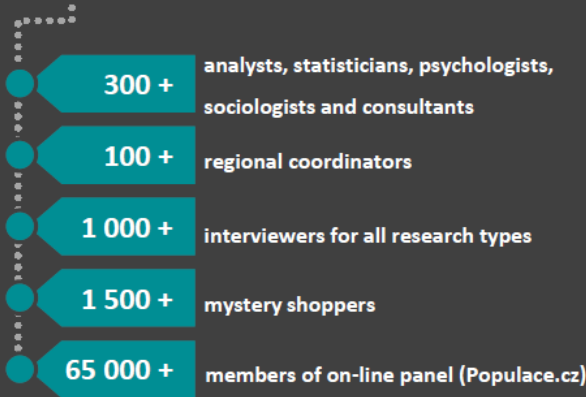 300 +
analysts, statisticians, psychologists,
sociologists and consultants
100 +
regional coordinators
1 000 +
interviewers for all research types
1 500 +
mystery shoppers
65 000 +
members of on-line panel (Populace.cz)